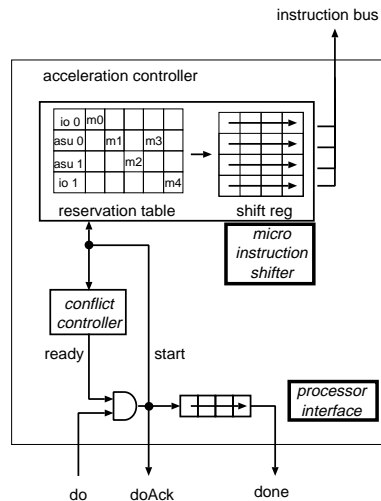 instruction bus
acceleration controller
io 0 m0
asu 0 m1 m3
asu 1 m2
io 1 m4
reservation table
shift reg
micro
instruction
shifter
conflict
controller
ready
start
processor
interface
do
doAck
done